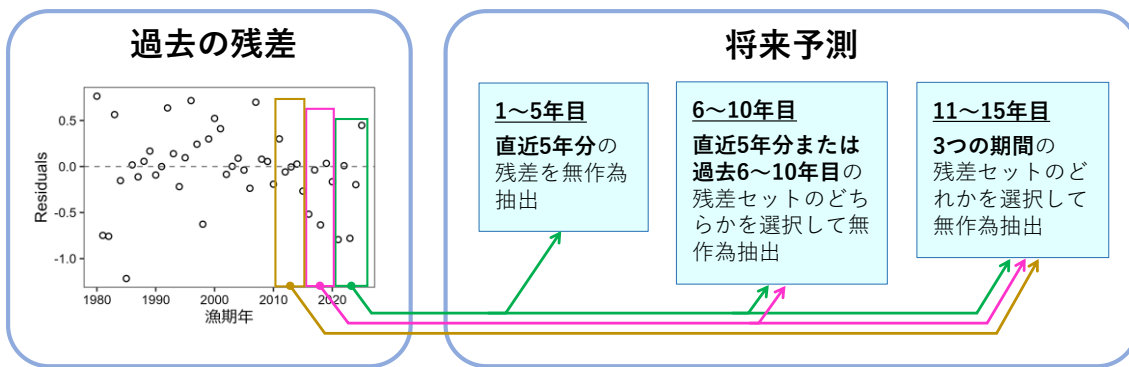 過去の残差
Residuals
0.5
0.0
-0.5
-1.0
1980
1990
2000
2010
2020
漁期年
将来予測
1～5年目
直近5年分の
残差を無作為
抽出
6～10年目
直近5年分または
過去6～10年目の
残差セットのどち
らかを選択して無
作為抽出
11～15年目
3つの期間の
残差セットのど
れかを選択して
無作為抽出